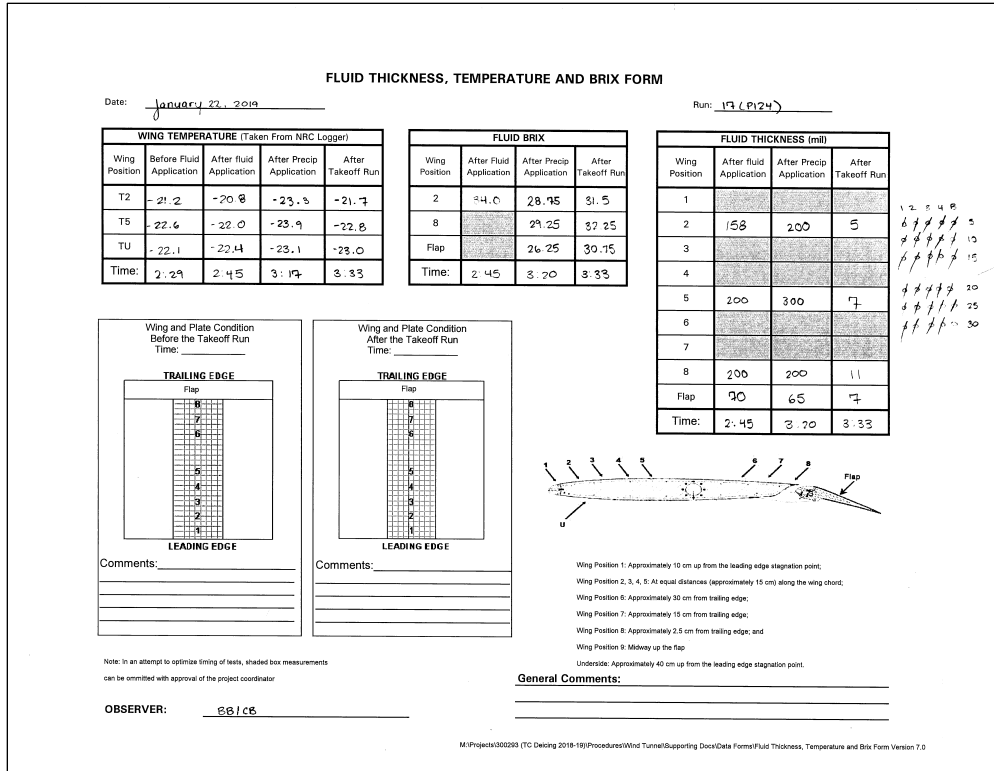 FLUID THICKNESS, TEMPERATURE AND BRIX FORM
Date: January 22, 2019
Run: 17 (P124)
WING TEMPERATURE (Taken From NRC Logger)
Wing Position Before Fluid Application After fluid Application After Precip Application After Takeoff Run
T2 -21.2 -20.8 -23.3 -21.7
T5 -22.6 -22.0 -23.9 -22.8
TU -22.1 -22.4 -23.1 -23.0
Time: 2:29 2:45 3:17 3:33
FLUID BRIX
Wing Position After Fluid Application After Precip Application After Takeoff Run
2 34.0 28.75 31.5
8 29.25 32.25
Flap 26.25 30.75
Time: 2:45 3:20 3:33
FLUID THICKNESS (mil)
Wing Position After fluid Application After Precip Application After Takeoff Run
1
2 158 200 5
3
4
5 200 300 7
6
7
8 200 200 11
Flap 70 65 7
Time: 2:45 3:20 3:33
1 2 3 4 8
5
10
15
20
25
30
Wing and Plate Condition
Before the Takeoff Run
Time:
TRAILING EDGE
Flap
8
7
6
5
4
3
2
1
LEADING EDGE
Comments:
Wing and Plate Condition
After the Takeoff Run
Time:
TRAILING EDGE
Flap
8
7
6
5
4
3
2
1
LEADING EDGE
Comments:
1 2 3 4 5 6 7 8
Flap
U
Wing Position 1: Approximately 10 cm up from the leading edge stagnation point;
Wing Position 2, 3, 4, 5: At equal distances (approximately 15 cm) along the wing chord;
Wing Position 6: Approximately 30 cm from trailing edge;
Wing Position 7: Approximately 15 cm from trailing edge;
Wing Position 8: Approximately 2.5 cm from trailing edge; and
Wing Position 9: Midway up the flap
Underside: Approximately 40 cm up from the leading edge stagnation point.
Note: In an attempt to optimize timing of tests, shaded box measurements
can be ommitted with approval of the project coordinator
General Comments:
OBSERVER: BB/CB
M:\Projects\300293 (TC Deicing 2018-19)\Procedures\Wind Tunnel\Supporting Docs\Data Forms\Fluid Thickness, Temperature and Brix Form Version 7.0